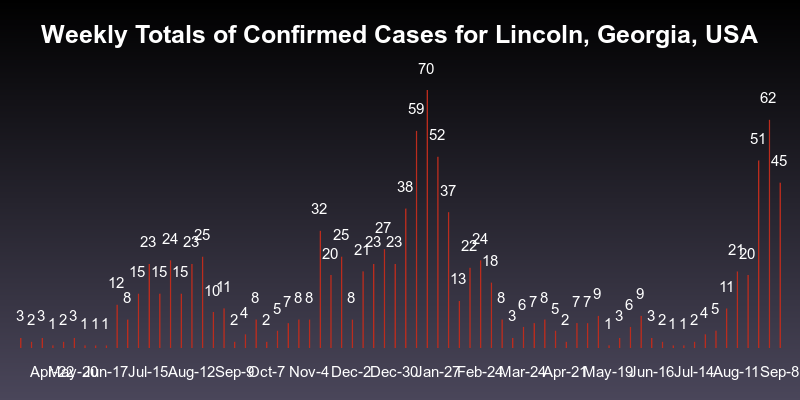 Weekly Totals of Confirmed Cases for Lincoln, Georgia, USA
3 2 3 1 2 3 1 1 1 12 8 15 23 15 24 15 23 25 10 11 2 4 8 2 5 7 8 8 32 20 25 8 21 23 27 23 38 59 70 52 37 13 22 24 18 8 3 6 7 8 5 2 7 7 9 1 3 6 9 3 2 1 1 2 4 5 11 21 20 51 62 45
Apr-22 May-20 Jun-17 Jul-15 Aug-12 Sep-9 Oct-7 Nov-4 Dec-2 Dec-30 Jan-27 Feb-24 Mar-24 Apr-21 May-19 Jun-16 Jul-14 Aug-11 Sep-8